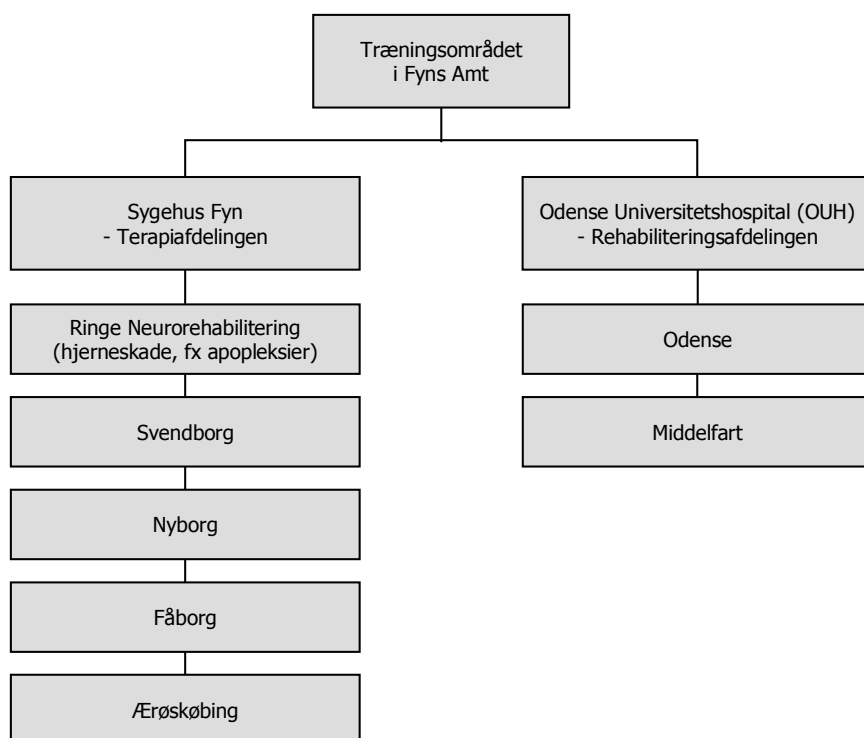 Træningsområdet
i Fyns Amt
Sygehus Fyn
- Terapiafdelingen
Ringe Neurorehabilitering
(hjerneskade, fx apopleksier)
Svendborg
Nyborg
Fåborg
Ærøskøbing
Odense Universitetshospital (OUH)
- Rehabiliteringsafdelingen
Odense
Middelfart